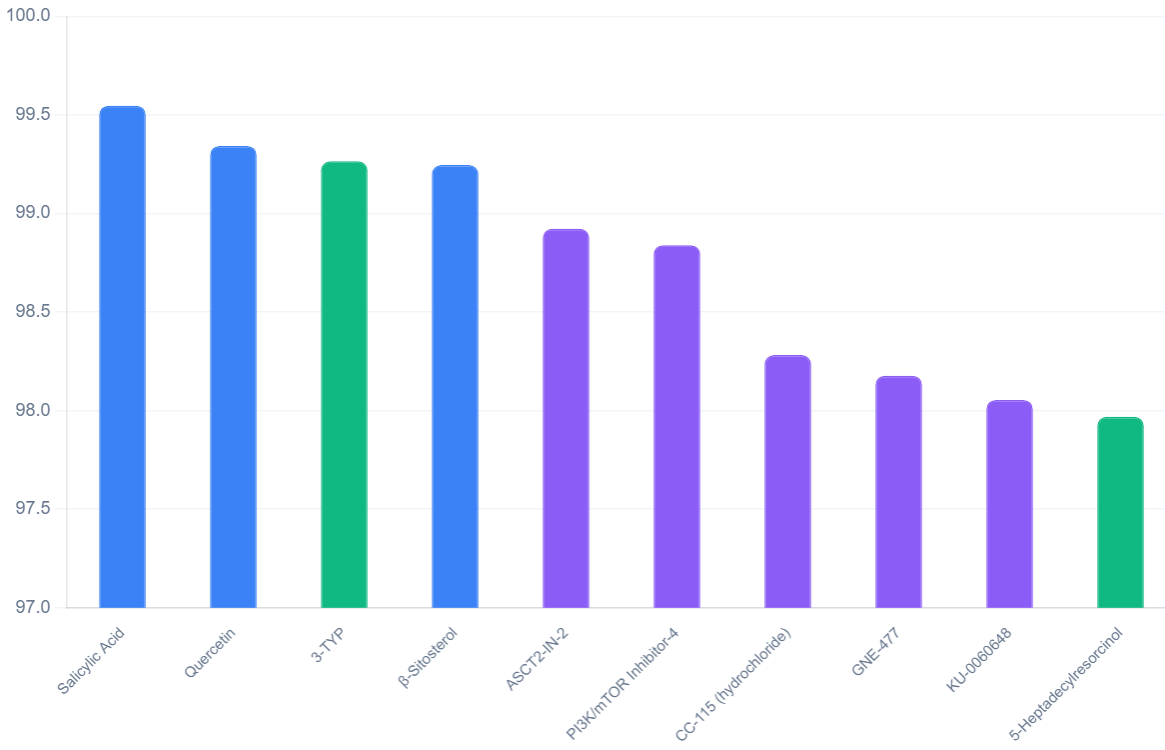 100.0
99.5
99.0
98.5
98.0
97.5
97.0
Salicylic Acid
Quercetin
3-TYP
β-Sitosterol
ASCT2-IN-2
PI3K/mTOR Inhibitor-4
CC-115 (hydrochloride)
GNE-477
KU-0060648
5-Heptadecylresorcinol